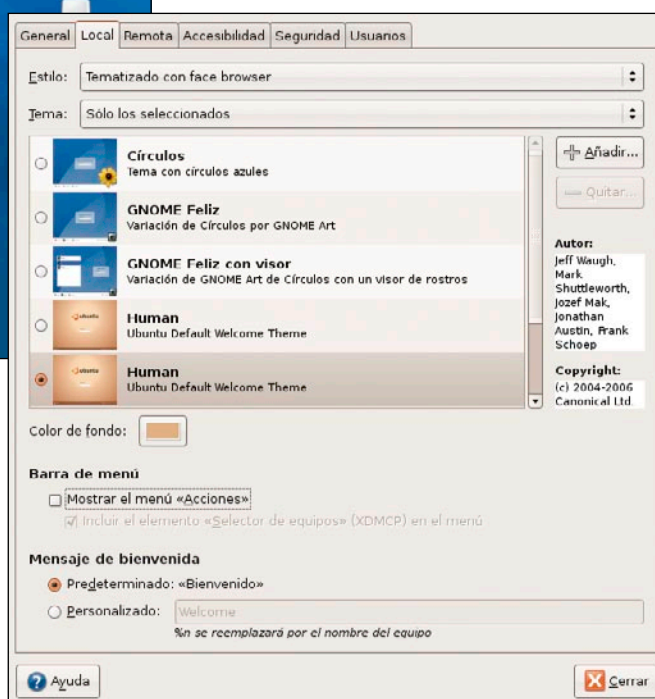 General Local Remota Accesibilidad Seguridad Usuarios
Estilo: Tematizado con face browser
Tema: Sólo los seleccionados
Círculos
Tema con círculos azules
GNOME Feliz
Variación de Círculos por GNOME Art
GNOME Feliz con visor
Variación de GNOME Art de Círculos con un visor de rostros
ubuntu
Human
Ubuntu Default Welcome Theme
ubuntu
Human
Ubuntu Default Welcome Theme
Añadir...
Quitar...
Autor:
Jeff Waugh,
Mark
Shuttleworth,
Jozef Mak,
Jonathan
Austin, Frank
Schoep
Copyright:
(c) 2004-2006
Canonical Ltd.
Color de fondo:
Barra de menú
Mostrar el menú «Acciones»
Incluir el elemento «Selector de equipos» (XDMCP) en el menú
Mensaje de bienvenida
Predeterminado: «Bienvenido»
Personalizado: Welcome
%n se reemplazará por el nombre del equipo
Ayuda
Cerrar